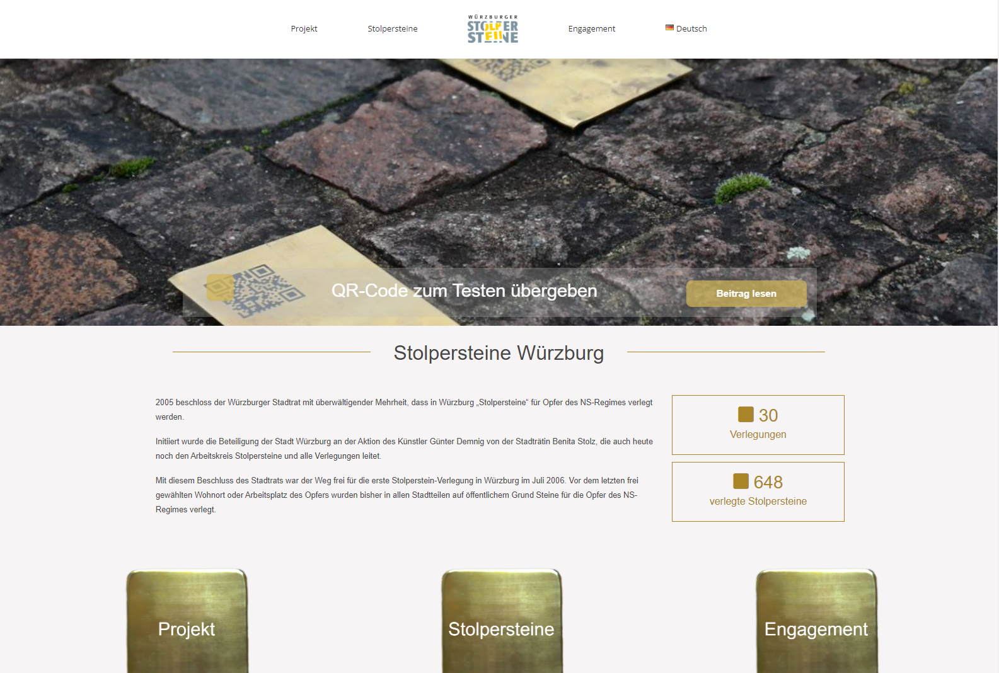 Projekt
Stolpersteine
WÜRZBURGER
STOLPER
STEINE
Engagement
Deutsch
QR-Code zum Testen übergeben
Beitrag lesen
Stolpersteine Würzburg
2005 beschloss der Würzburger Stadtrat mit überwältigender Mehrheit, dass in Würzburg „Stolpersteine“ für Opfer des NS-Regimes verlegt
werden.
Initiiert wurde die Beteiligung der Stadt Würzburg an der Aktion des Künstler Günter Demnig von der Stadträtin Benita Stolz, die auch heute
noch den Arbeitskreis Stolpersteine und alle Verlegungen leitet.
Mit diesem Beschluss des Stadtrats war der Weg frei für die erste Stolperstein-Verlegung in Würzburg im Juli 2006. Vor dem letzten frei
gewählten Wohnort oder Arbeitsplatz des Opfers wurden bisher in allen Stadtteilen auf öffentlichem Grund Steine für die Opfer des NS-
Regimes verlegt.
30
Verlegungen
648
verlegte Stolpersteine
Projekt
Stolpersteine
Engagement